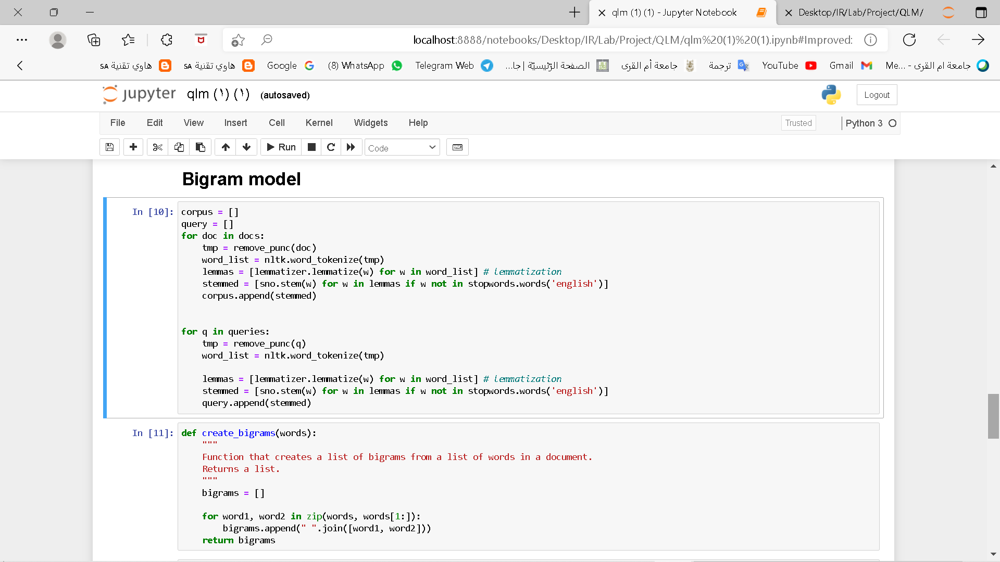 qlm (1) (1) - Jupyter Notebook
Desktop/IR/Lab/Project/QLM/
localhost:8888/notebooks/Desktop/IR/Lab/Project/QLM/qlm%20(1)%20(1).ipynb#Improved:
هاوي تقنية SA
هاوي تقنية SA
Google
(8) WhatsApp
Telegram Web
الصفحة الرّئيسيّة | جا...
جامعة أم القرى
ترجمة
YouTube
Gmail
جامعة ام القرى - ...Me
jupyter qlm (١) (١) (autosaved)
Logout
File Edit View Insert Cell Kernel Widgets Help
Trusted
Python 3
Run
Code
Bigram model
In [10]: corpus = []
query = []
for doc in docs:
    tmp = remove_punc(doc)
    word_list = nltk.word_tokenize(tmp)
    lemmas = [lemmatizer.lemmatize(w) for w in word_list] # lemmatization
    stemmed = [sno.stem(w) for w in lemmas if w not in stopwords.words('english')]
    corpus.append(stemmed)
for q in queries:
    tmp = remove_punc(q)
    word_list = nltk.word_tokenize(tmp)
    lemmas = [lemmatizer.lemmatize(w) for w in word_list] # lemmatization
    stemmed = [sno.stem(w) for w in lemmas if w not in stopwords.words('english')]
    query.append(stemmed)
In [11]: def create_bigrams(words):
    """
    Function that creates a list of bigrams from a list of words in a document.
    Returns a list.
    """
    bigrams = []
    for word1, word2 in zip(words, words[1:]):
        bigrams.append(" ".join([word1, word2]))
    return bigrams